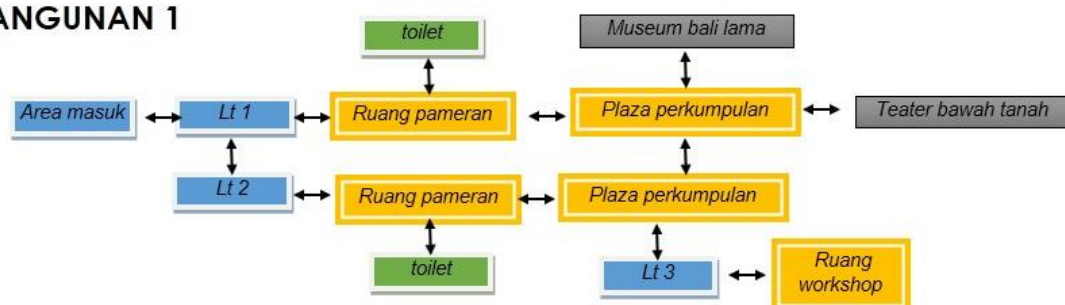 ANGUNAN 1
toilet
Museum bali lama
Area masuk
Lt 1
Ruang pameran
Plaza perkumpulan
Teater bawah tanah
Lt 2
Ruang pameran
Plaza perkumpulan
toilet
Lt 3
Ruang
workshop